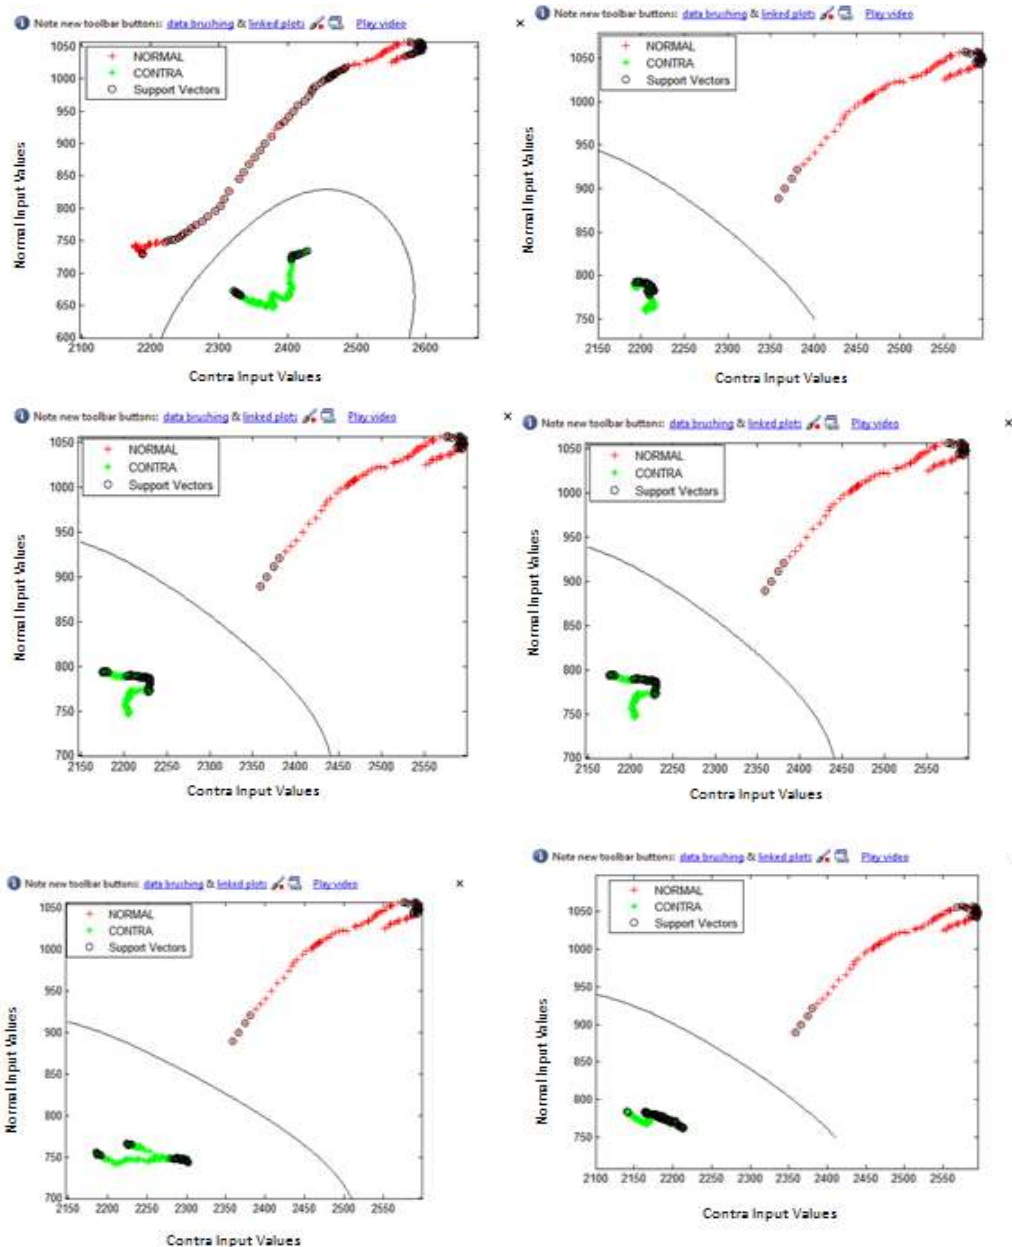 Note new toolbar buttons: data brushing & linked plots Play video
NORMAL
CONTRA
Support Vectors
1050
1000
950
900
850
800
750
700
650
600
2100 2200 2300 2400 2500 2600
Normal Input Values
Contra Input Values
Note new toolbar buttons: data brushing & linked plots Play video
NORMAL
CONTRA
Support Vectors
1050
1000
950
900
850
800
750
2150 2200 2250 2300 2350 2400 2450 2500 2550
Normal Input Values
Contra Input Values
Note new toolbar buttons: data brushing & linked plots Play video
NORMAL
CONTRA
Support Vectors
1050
1000
950
900
850
800
750
700
2150 2200 2250 2300 2350 2400 2450 2500 2550
Normal Input Values
Contra Input Values
Note new toolbar buttons: data brushing & linked plots Play video
NORMAL
CONTRA
Support Vectors
1050
1000
950
900
850
800
750
700
2150 2200 2250 2300 2350 2400 2450 2500 2550
Normal Input Values
Contra Input Values
Note new toolbar buttons: data brushing & linked plots Play video
NORMAL
CONTRA
Support Vectors
1050
1000
950
900
850
800
750
700
2150 2200 2250 2300 2350 2400 2450 2500 2550
Normal Input Values
Contra Input Values
Note new toolbar buttons: data brushing & linked plots Play video
NORMAL
CONTRA
Support Vectors
1050
1000
950
900
850
800
750
2100 2150 2200 2250 2300 2350 2400 2450 2500 2550
Normal Input Values
Contra Input Values